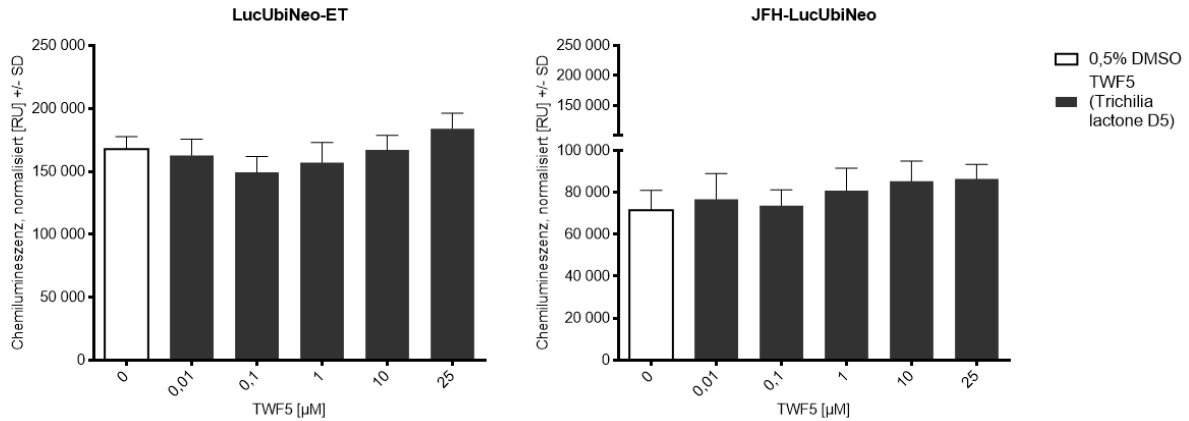 LucUbiNeo-ET
Chemilumineszenz, normalisiert [RU] +/- SD
250 000
200 000
150 000
100 000
50 000
0
0
0,01
0,1
1
10
25
TWF5 [µM]
JFH-LucUbiNeo
Chemilumineszenz, normalisiert [RU] +/- SD
250 000
200 000
150 000
100 000
80 000
60 000
40 000
20 000
0
0
0,01
0,1
1
10
25
TWF5 [µM]
0,5% DMSO
TWF5
(Trichilia
lactone D5)